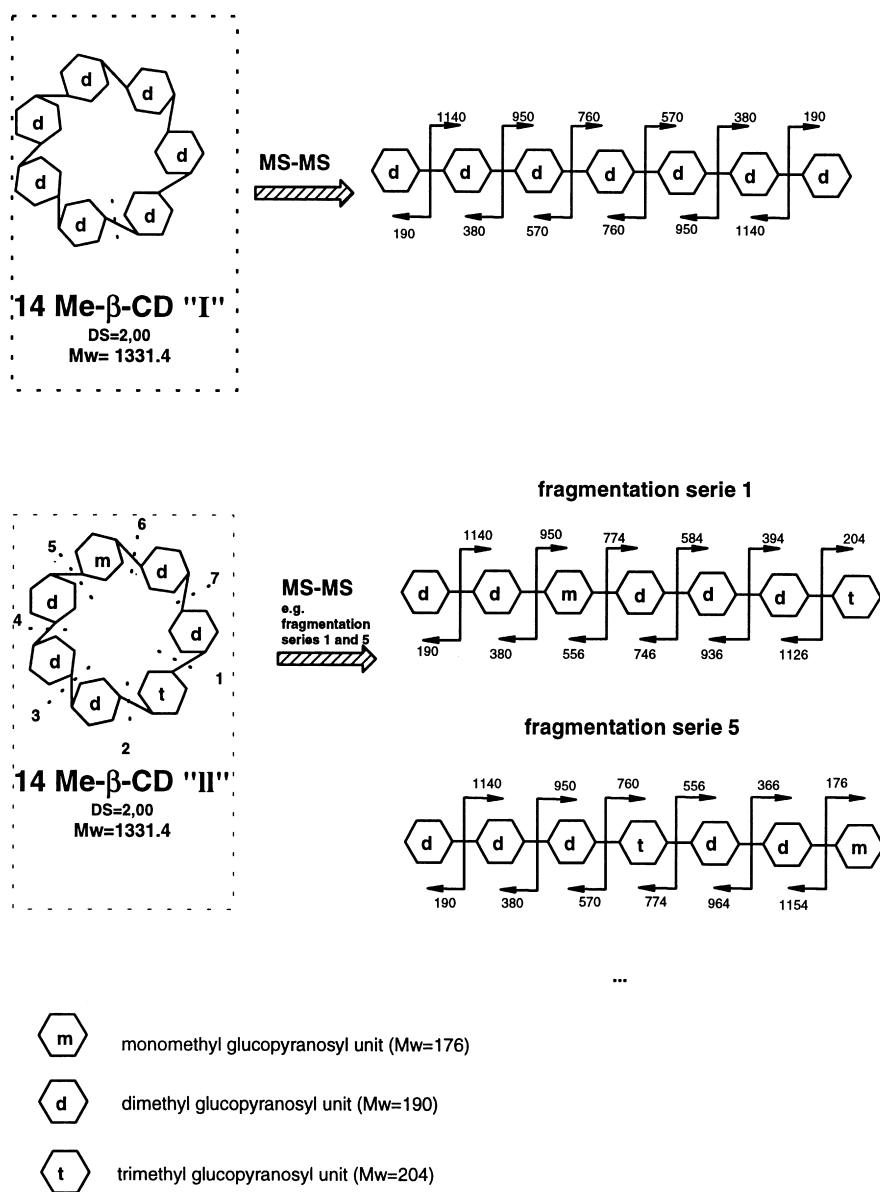 d d d d d d d
14 Me-β-CD "I"
DS=2,00
Mw= 1331.4
MS-MS
1140 950 760 570 380 190
d d d d d d d
190 380 570 760 950 1140
6
5 m d
7
d d
4
d t
d 1
3
2
14 Me-β-CD "II"
DS=2,00
Mw=1331.4
MS-MS
e.g.
fragmentation
series 1 and 5
fragmentation serie 1
1140 950 774 584 394 204
d d m d d d t
190 380 556 746 936 1126
fragmentation serie 5
1140 950 760 556 366 176
d d d t d d m
190 380 570 774 964 1154
...
m monomethyl glucopyranosyl unit (Mw=176)
d dimethyl glucopyranosyl unit (Mw=190)
t trimethyl glucopyranosyl unit (Mw=204)